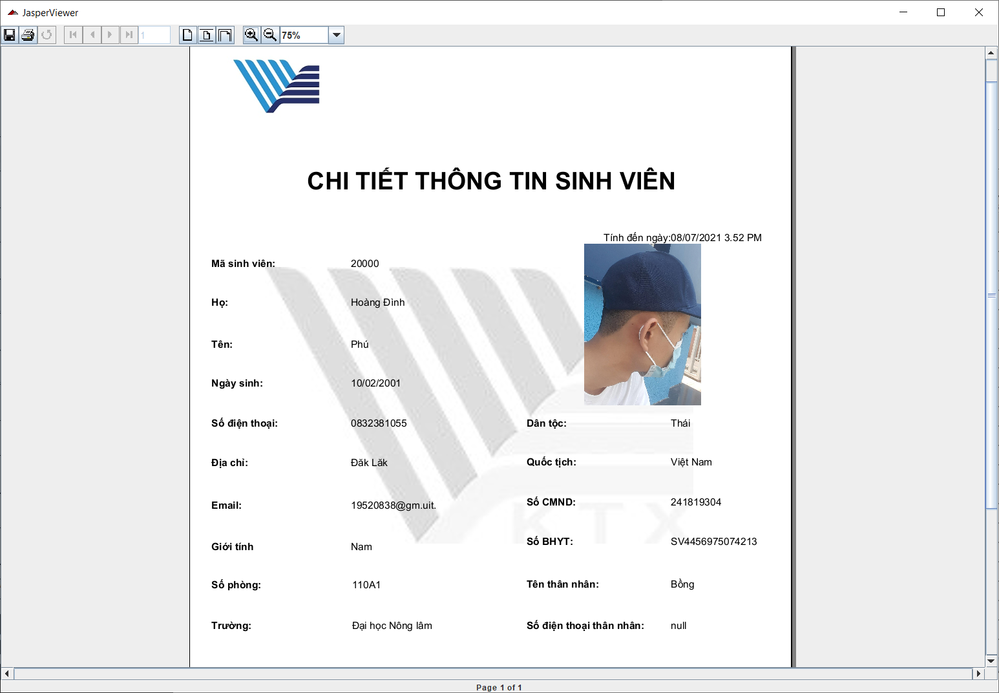 JasperViewer
1
75%
CHI TIẾT THÔNG TIN SINH VIÊN
Tính đến ngày:08/07/2021 3.52 PM
Mã sinh viên: 20000
Họ: Hoàng Đình
Tên: Phú
Ngày sinh: 10/02/2001
Số điện thoại: 0832381055 Dân tộc: Thái
Địa chỉ: Đăk Lăk Quốc tịch: Việt Nam
Email: 19520838@gm.uit. Số CMND: 241819304
KTX
Giới tính Nam Số BHYT: SV4456975074213
Số phòng: 110A1 Tên thân nhân: Bồng
Trường: Đại học Nông lâm Số điện thoại thân nhân: null
Page 1 of 1